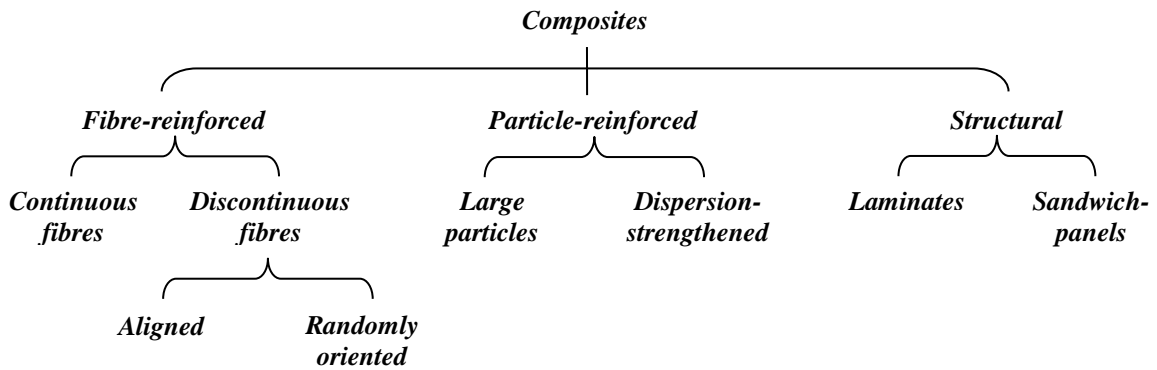 Composites
Fibre-reinforced
Particle-reinforced
Structural
Continuous
fibres
Discontinuous
fibres
Large
particles
Dispersion-
strengthened
Laminates
Sandwich-
panels
Aligned
Randomly
oriented